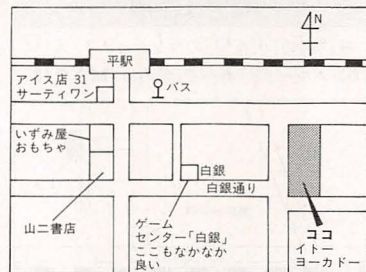 N
平駅
アイス店 31
サーティワン
バス
いずみ屋
おもちゃ
白銀
白銀通り
山二書店
ゲーム
センター「白銀」
ここもなかなか
良い
ココ
イトー
ヨーカドー